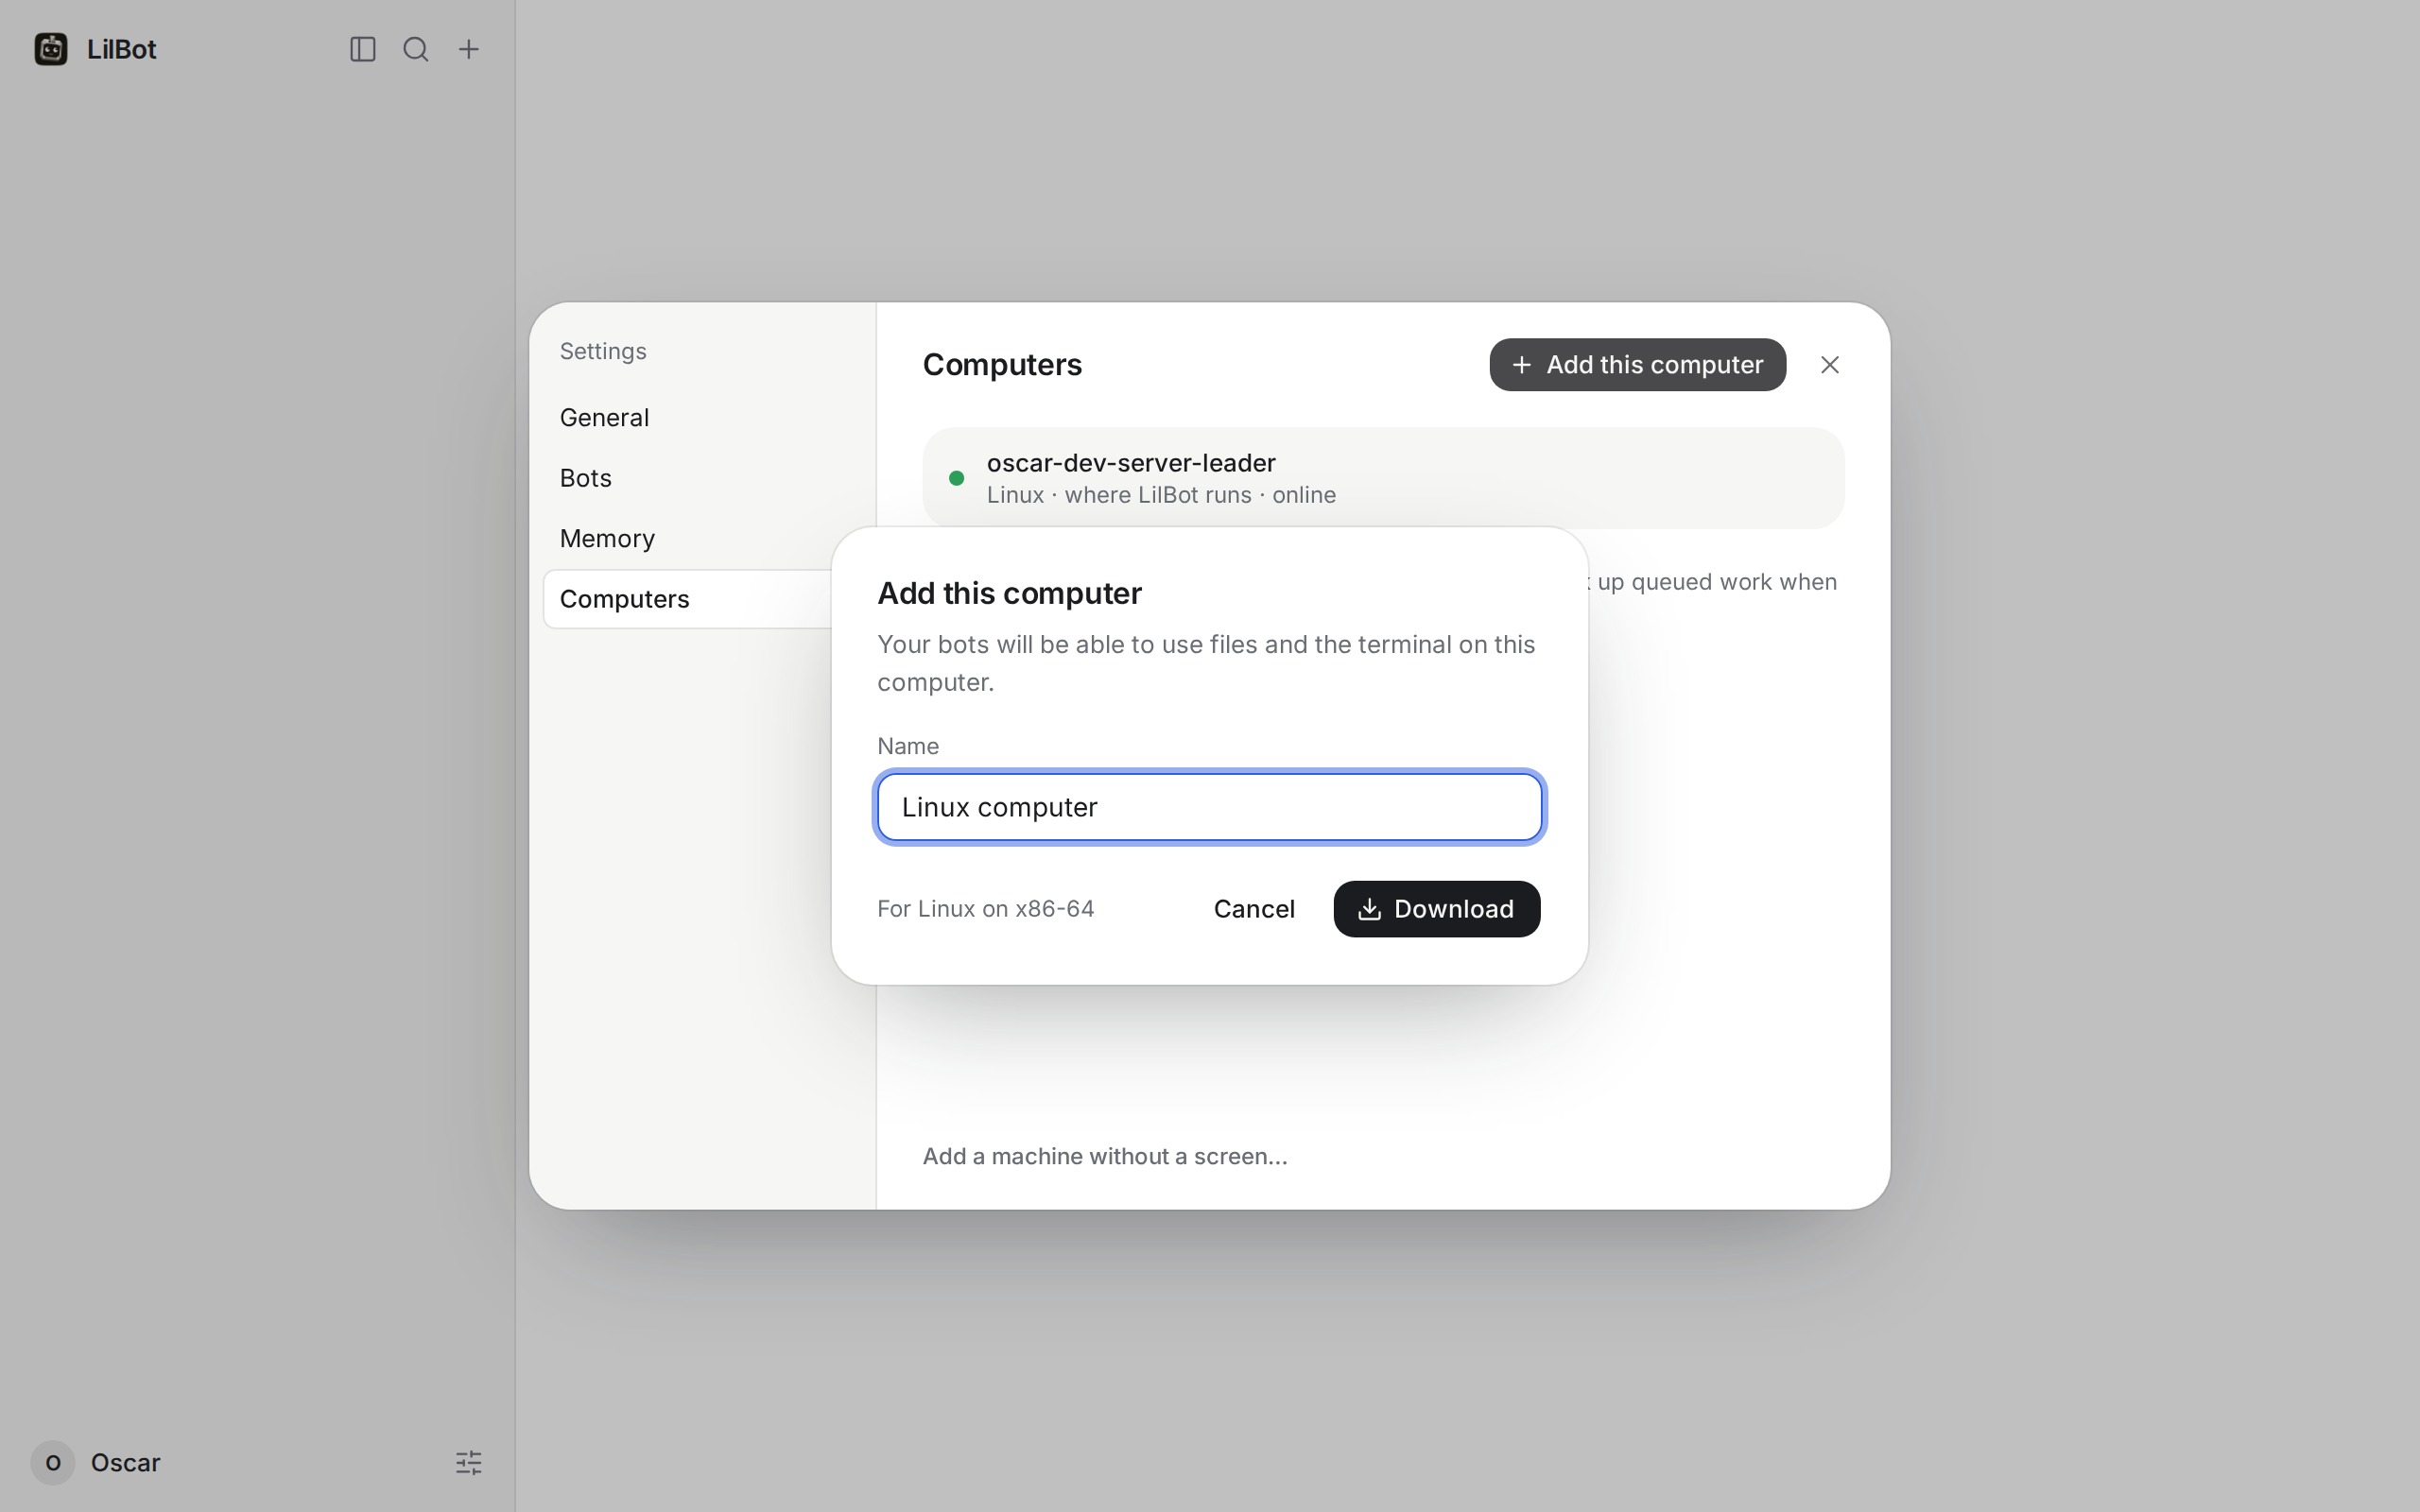 LilBot
Settings
General
Bots
Memory
Computers
Computers
Add this computer
oscar-dev-server-leader
Linux · where LilBot runs · online
up queued work when
Add this computer
Your bots will be able to use files and the terminal on this
computer.
Name
Linux computer
For Linux on x86-64
Cancel
Download
Add a machine without a screen...
O
Oscar